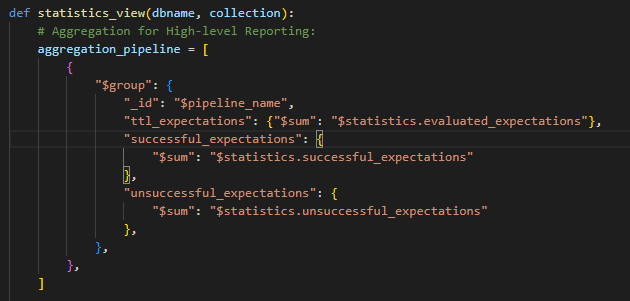 def statistics_view(dbname, collection):
    # Aggregation for High-level Reporting:
    aggregation_pipeline = [
        {
            "$group": {
                "_id": "$pipeline_name",
                "ttl_expectations": {"$sum": "$statistics.evaluated_expectations"},
                "successful_expectations": {
                    "$sum": "$statistics.successful_expectations"
                },
                "unsuccessful_expectations": {
                    "$sum": "$statistics.unsuccessful_expectations"
                },
            },
        },
    ]